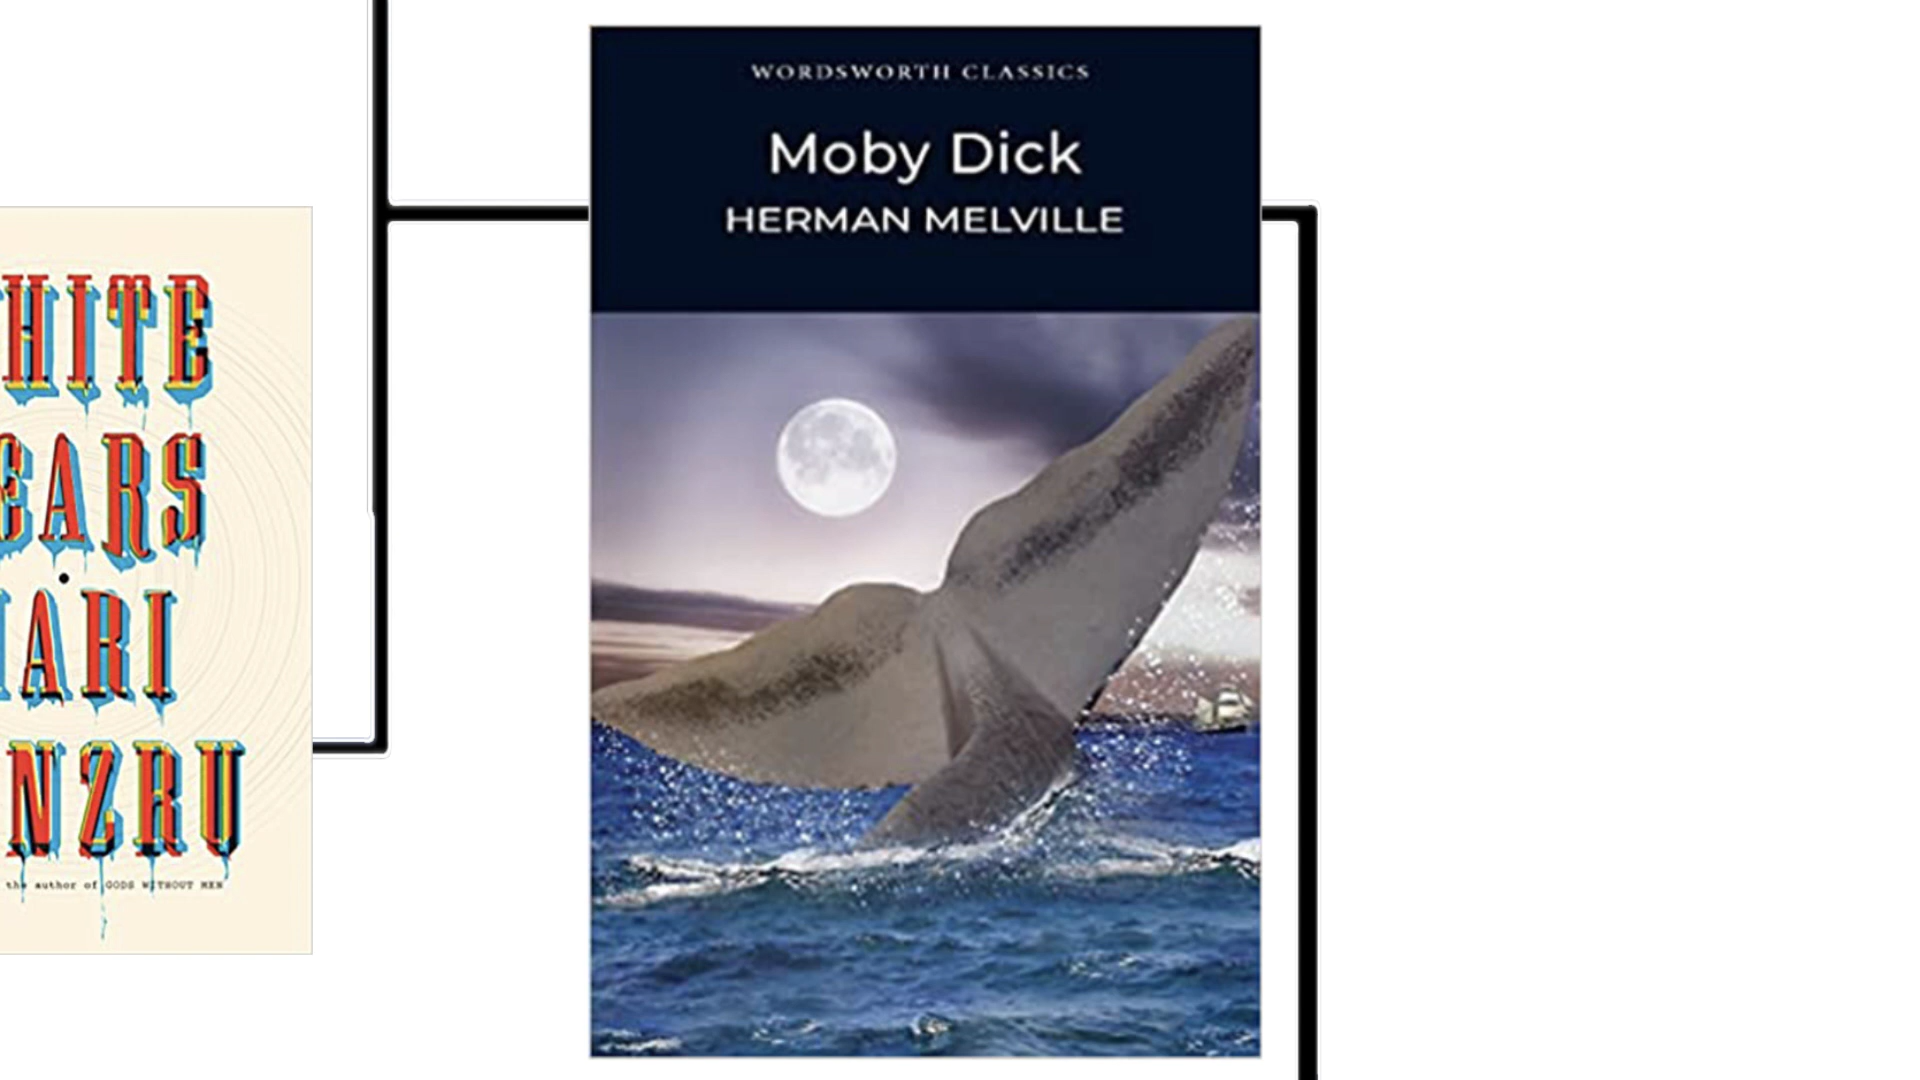 HITE
EARS
ARI
NZRU
the author of GODS WITHOUT MEN
WORDSWORTH CLASSICS
Moby Dick
HERMAN MELVILLE